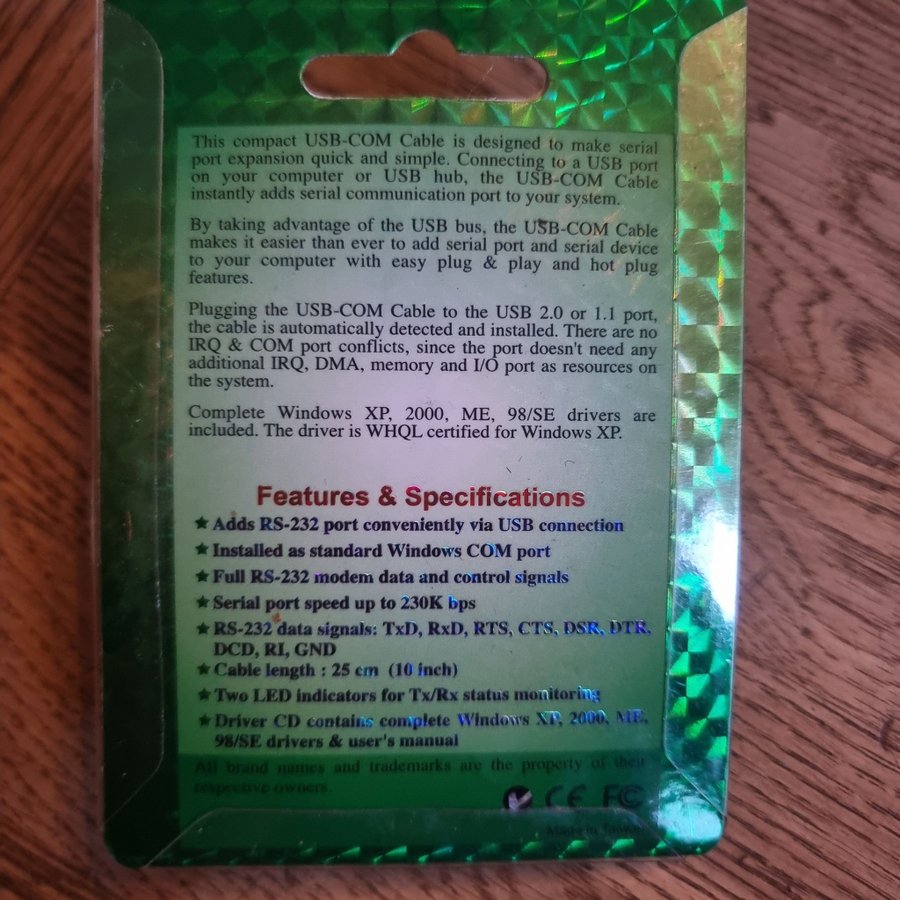 This compact USB-COM Cable is designed to make serial
port expansion quick and simple. Connecting to a USB port
on your computer or USB hub, the USB-COM Cable
instantly adds serial communication port to your system.
By taking advantage of the USB bus, the USB-COM Cable
makes it easier than ever to add serial port and serial device
to your computer with easy plug & play and hot plug
features.
Plugging the USB-COM Cable to the USB 2.0 or 1.1 port,
the cable is automatically detected and installed. There are no
IRQ & COM port conflicts, since the port doesn't need any
additional IRQ, DMA, memory and I/O port as resources on
the system.
Complete Windows XP, 2000, ME, 98/SE drivers are
included. The driver is WHQL certified for Windows XP.
Features & Specifications
★ Adds RS-232 port conveniently via USB connection
★ Installed as standard Windows COM port
★ Full RS-232 modem data and control signals
★ Serial port speed up to 230K bps
★ RS-232 data signals: TxD, RxD, RTS, CTS, DSR, DTR,
DCD, RI, GND
★ Cable length : 25 cm (10 inch)
★ Two LED indicators for Tx/Rx status monitoring
★ Driver CD contains complete Windows XP, 2000, ME,
98/SE drivers & user's manual
All brand names and trademarks are the property of their
respective owners.
CE FC
Made in Taiwan